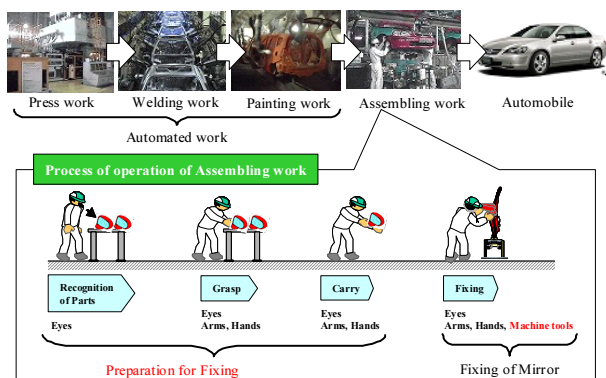 Press work
Welding work
Painting work
Assembling work
Automobile
Automated work
Process of operation of Assembling work
Recognition
of Parts
Grasp
Carry
Fixing
Eyes
Eyes
Arms, Hands
Eyes
Arms, Hands
Eyes
Arms, Hands, Machine tools
Preparation for Fixing
Fixing of Mirror